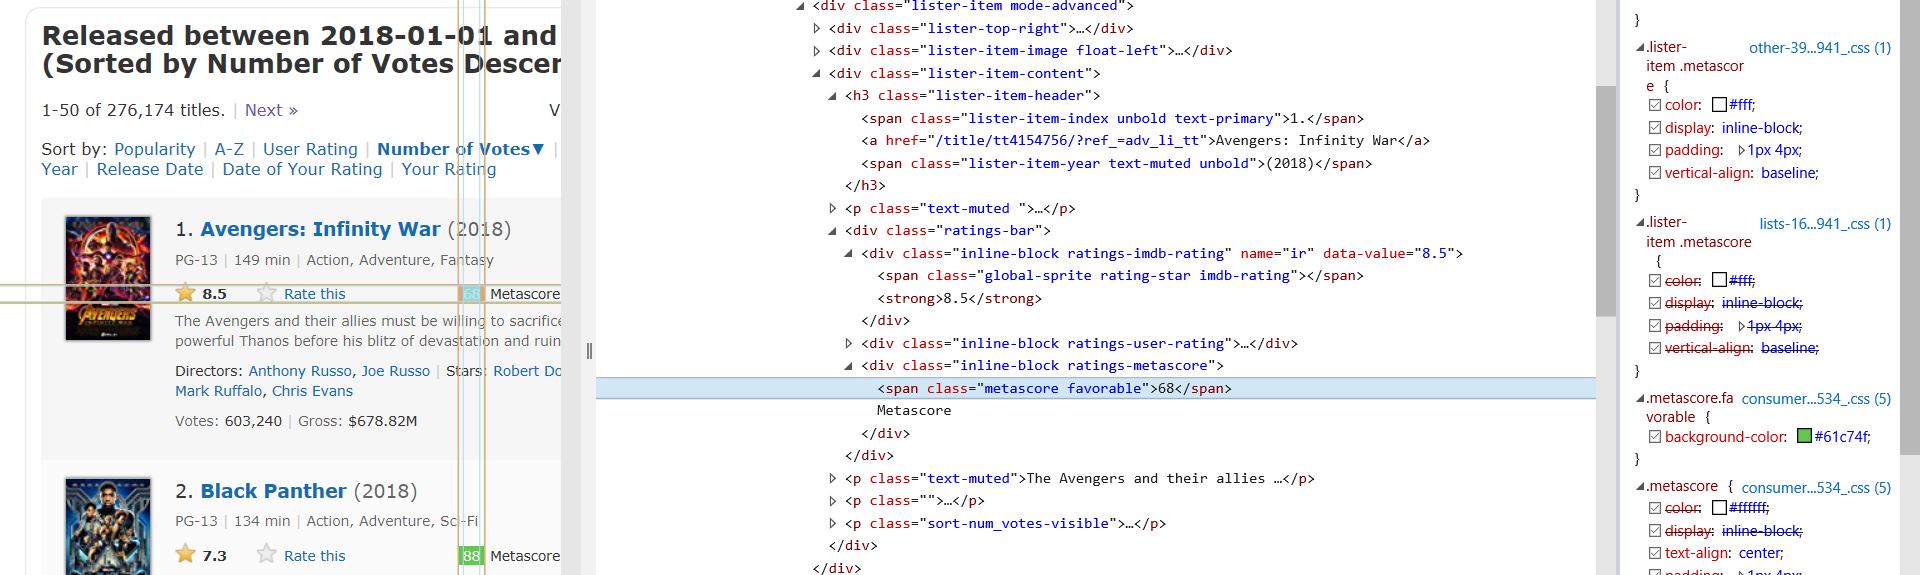 Released between 2018-01-01 and
(Sorted by Number of Votes Descen
1-50 of 276,174 titles. | Next »
V
Sort by: Popularity | A-Z | User Rating | Number of Votes▼ |
Year | Release Date | Date of Your Rating | Your Rating
1. Avengers: Infinity War (2018)
PG-13 | 149 min | Action, Adventure, Fantasy
8.5 Rate this 68 Metascore
The Avengers and their allies must be willing to sacrifice
powerful Thanos before his blitz of devastation and ruin
Directors: Anthony Russo, Joe Russo | Stars: Robert Do
Mark Ruffalo, Chris Evans
Votes: 603,240 | Gross: $678.82M
AVENGERS
2. Black Panther (2018)
PG-13 | 134 min | Action, Adventure, Sci-Fi
7.3 Rate this 88 Metascore
<div class="lister-item mode-advanced">
<div class="lister-top-right">…</div>
<div class="lister-item-image float-left">…</div>
<div class="lister-item-content">
<h3 class="lister-item-header">
<span class="lister-item-index unbold text-primary">1.</span>
<a href="/title/tt4154756/?ref_=adv_li_tt">Avengers: Infinity War</a>
<span class="lister-item-year text-muted unbold">(2018)</span>
</h3>
<p class="text-muted ">…</p>
<div class="ratings-bar">
<div class="inline-block ratings-imdb-rating" name="ir" data-value="8.5">
<span class="global-sprite rating-star imdb-rating"></span>
<strong>8.5</strong>
</div>
<div class="inline-block ratings-user-rating">…</div>
<div class="inline-block ratings-metascore">
<span class="metascore favorable">68</span>
Metascore
</div>
</div>
<p class="text-muted">The Avengers and their allies …</p>
<p class="">…</p>
<p class="sort-num_votes-visible">…</p>
</div>
</div>
}
.lister- other-39...941_.css (1)
item .metascor
e {
color: #fff;
display: inline-block;
padding: 1px 4px;
vertical-align: baseline;
}
.lister- lists-16...941_.css (1)
item .metascore
{
color: #fff;
display: inline-block;
padding: 1px 4px;
vertical-align: baseline;
}
.metascore.fa consumer...534_.css (5)
vorable {
background-color: #61c74f;
}
.metascore { consumer...534_.css (5)
color: #ffffff;
display: inline-block;
text-align: center;
padding: 1px 4px;